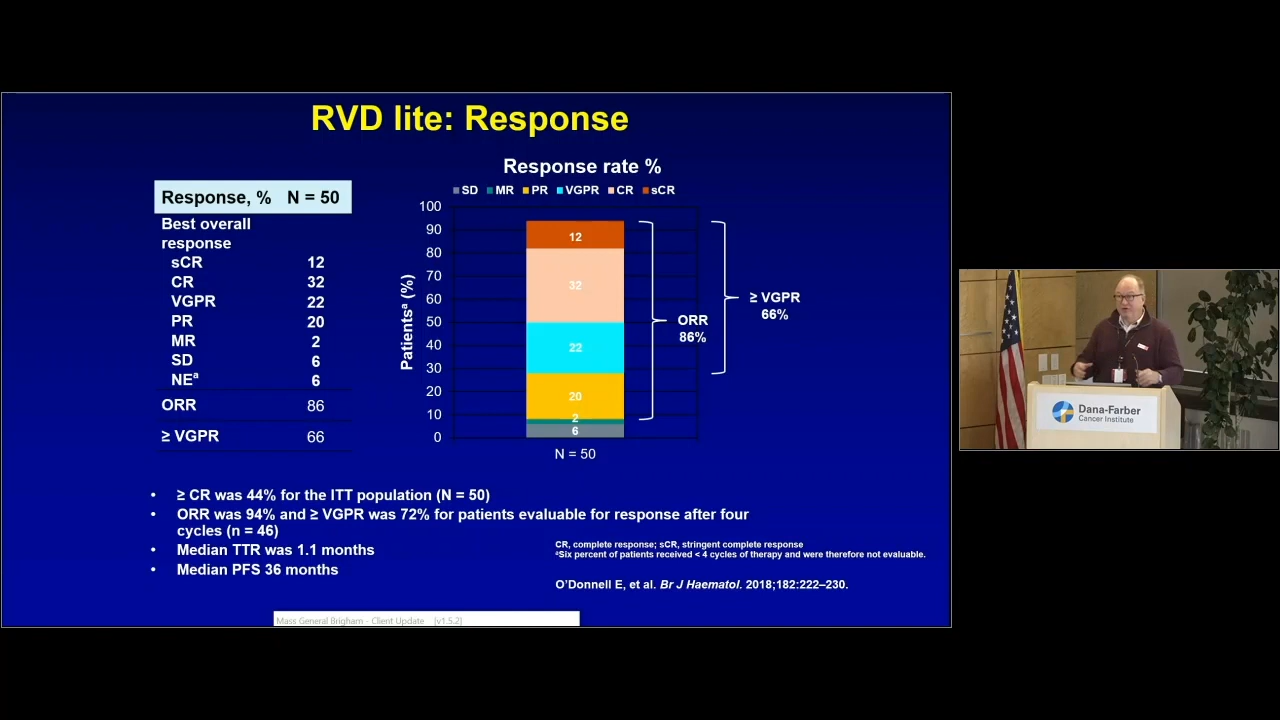 RVD lite: Response
Response, % N = 50
Best overall
response
sCR 12
CR 32
VGPR 22
PR 20
MR 2
SD 6
NEᵃ 6
ORR 86
≥ VGPR 66
Response rate %
SD MR PR VGPR CR sCR
Patientsᵃ (%)
100
90
80
70
60
50
40
30
20
10
0
12
32
22
20
2
6
N = 50
ORR
86%
≥ VGPR
66%
• ≥ CR was 44% for the ITT population (N = 50)
• ORR was 94% and ≥ VGPR was 72% for patients evaluable for response after four
cycles (n = 46)
• Median TTR was 1.1 months
• Median PFS 36 months
CR, complete response; sCR, stringent complete response
ᵃSix percent of patients received < 4 cycles of therapy and were therefore not evaluable.
O'Donnell E, et al. Br J Haematol. 2018;182:222–230.
Mass General Brigham - Client Update [v1.5.2]
Dana-Farber
Cancer Institute